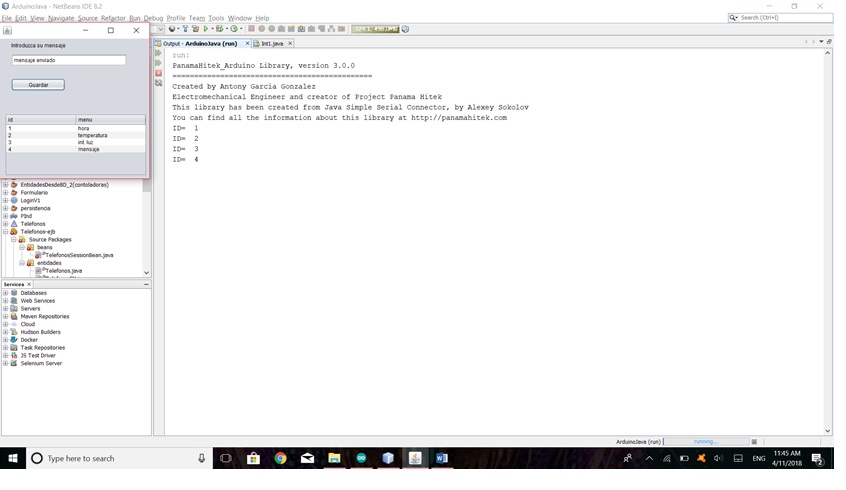 ArduinoJava - NetBeans IDE 8.2
File Edit View Navigate Source Refactor Run Debug Profile Team Tools Window Help
Search (Ctrl+I)
Introduzca su mensaje
mensaje enviado
Guardar
id menu
1 hora
2 temperatura
3 int. luz
4 mensaje
Output - ArduinoJava (run) × Int1.java ×
run:
PanamaHitek_Arduino Library, version 3.0.0
==============================================
Created by Antony Garcia Gonzalez
Electromechanical Engineer and creator of Project Panama Hitek
This library has been created from Java Simple Serial Connector, by Alexey Sokolov
You can find all the information about this library at http://panamahitek.com
ID= 1
ID= 2
ID= 3
ID= 4
EntidadesDesdeBD_2(contoladoras)
Formulario
LoginV1
persistencia
PInd
Telefonos
Telefonos-ejb
Source Packages
beans
TelefonosSessionBean.java
entidades
Telefonos.java
Services ×
Databases
Web Services
Servers
Maven Repositories
Cloud
Hudson Builders
Docker
Task Repositories
JS Test Driver
Selenium Server
ArduinoJava (run) running...
Type here to search
ENG
11:45 AM
4/11/2018